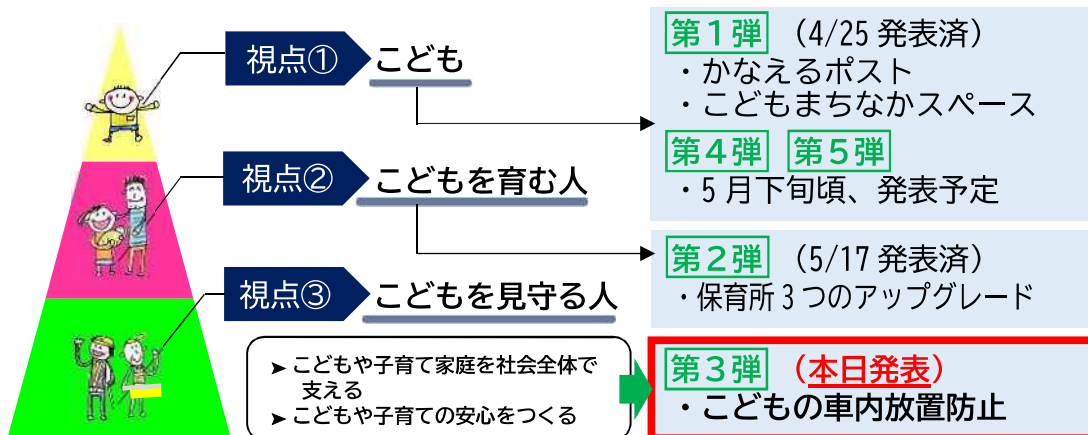 視点① こども
視点② こどもを育む人
視点③ こどもを見守る人
➤ こどもや子育て家庭を社会全体で
支える
➤ こどもや子育ての安心をつくる
第1弾 (4/25 発表済)
・かなえるポスト
・こどもまちなかスペース
第4弾 第5弾
・5月下旬頃、発表予定
第2弾 (5/17 発表済)
・保育所3つのアップグレード
第3弾 (本日発表)
・こどもの車内放置防止